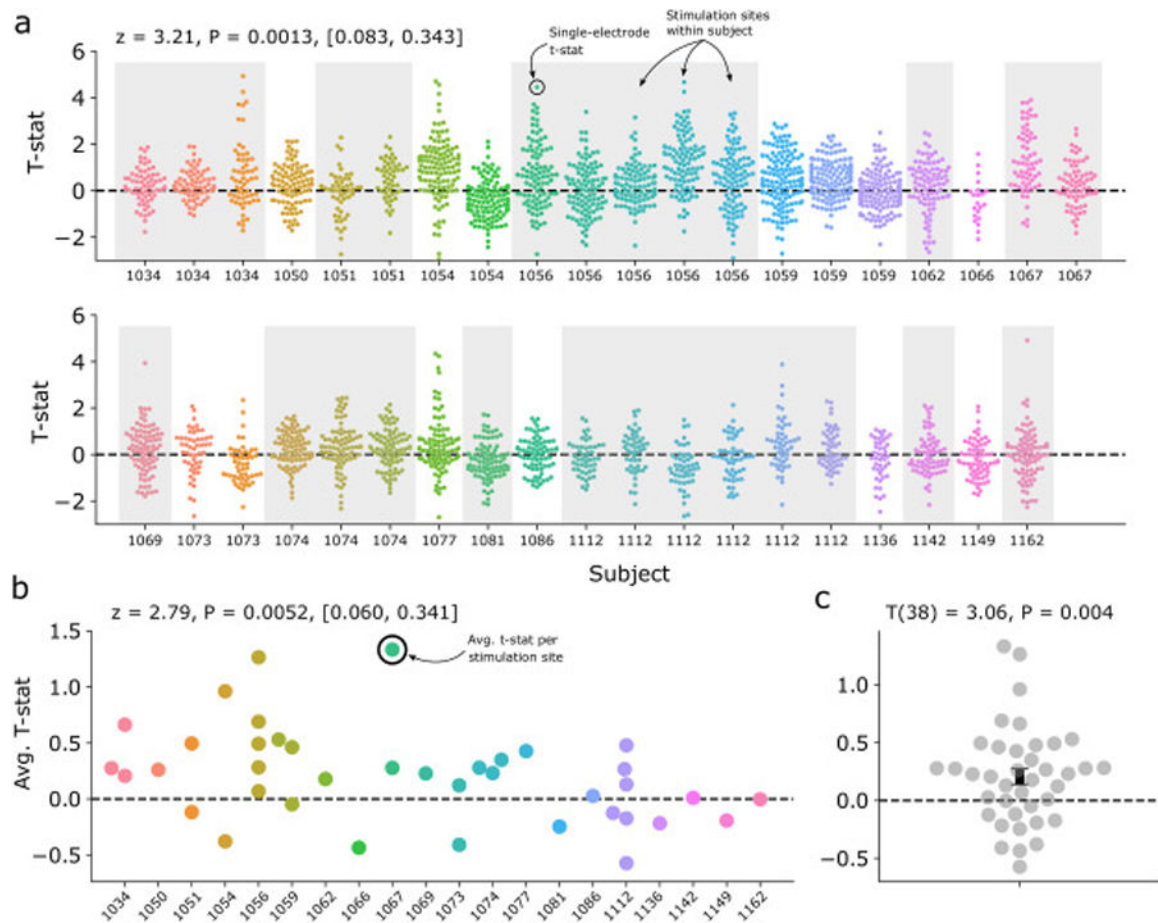 a
z = 3.21, P = 0.0013, [0.083, 0.343]
Single-electrode
t-stat
Stimulation sites
within subject
6
4
2
0
−2
T-stat
1034 1034 1034 1050 1051 1051 1054 1054 1056 1056 1056 1056 1056 1059 1059 1059 1062 1066 1067 1067
6
4
2
0
−2
T-stat
1069 1073 1073 1074 1074 1074 1077 1081 1086 1112 1112 1112 1112 1112 1112 1136 1142 1149 1162
Subject
b
z = 2.79, P = 0.0052, [0.060, 0.341]
Avg. t-stat per
stimulation site
1.5
1.0
0.5
0.0
−0.5
Avg. T-stat
1034 1050 1051 1054 1056 1059 1062 1066 1067 1069 1073 1074 1077 1081 1086 1112 1136 1142 1149 1162
c
T(38) = 3.06, P = 0.004
1.0
0.5
0.0
−0.5